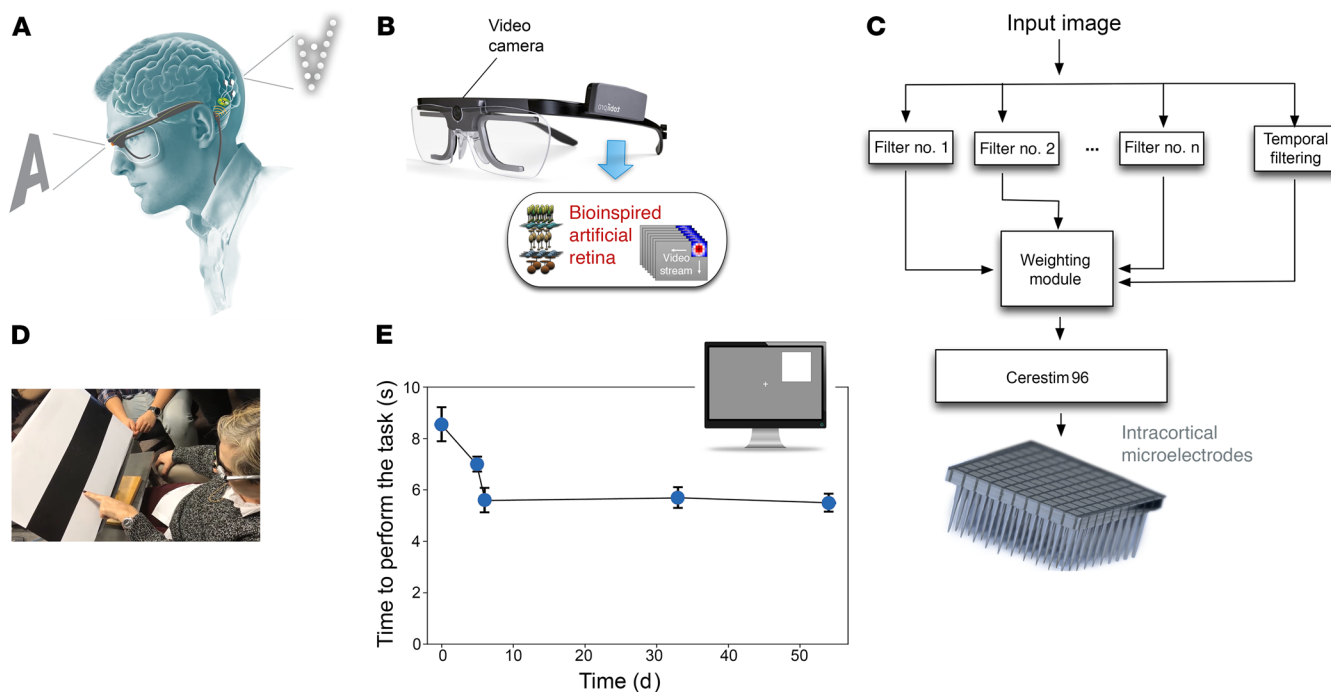 A
A
B
Video
camera
tobii
Bioinspired
artificial
retina
Video
stream
C
Input image
Filter no. 1
Filter no. 2
...
Filter no. n
Temporal
filtering
Weighting
module
Cerestim 96
Intracortical
microelectrodes
D
E
Time to perform the task (s)
10
8
6
4
2
0
0
10
20
30
40
50
Time (d)